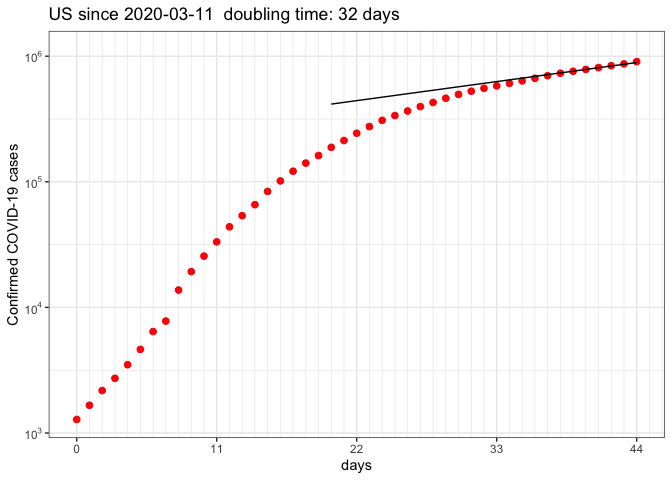 US since 2020-03-11  doubling time: 32 days
Confirmed COVID-19 cases
10⁶
10⁵
10⁴
10³
0 11 22 33 44
days